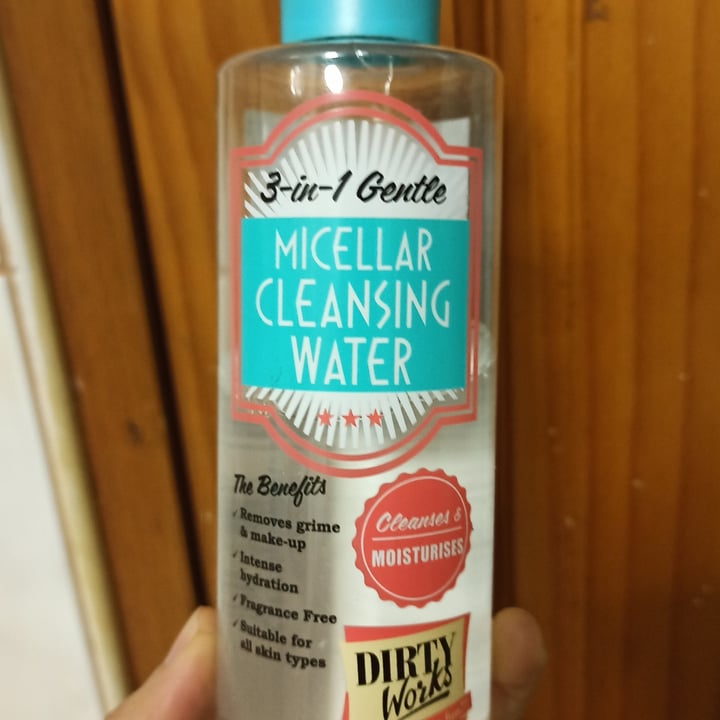 3-in-1 Gentle
MICELLAR
CLEANSING
WATER
The Benefits
✓ Removes grime
& make-up
✓ Intense
hydration
✓ Fragrance Free
✓ Suitable for
all skin types
Cleanses &
MOISTURISES
DIRTY
Works